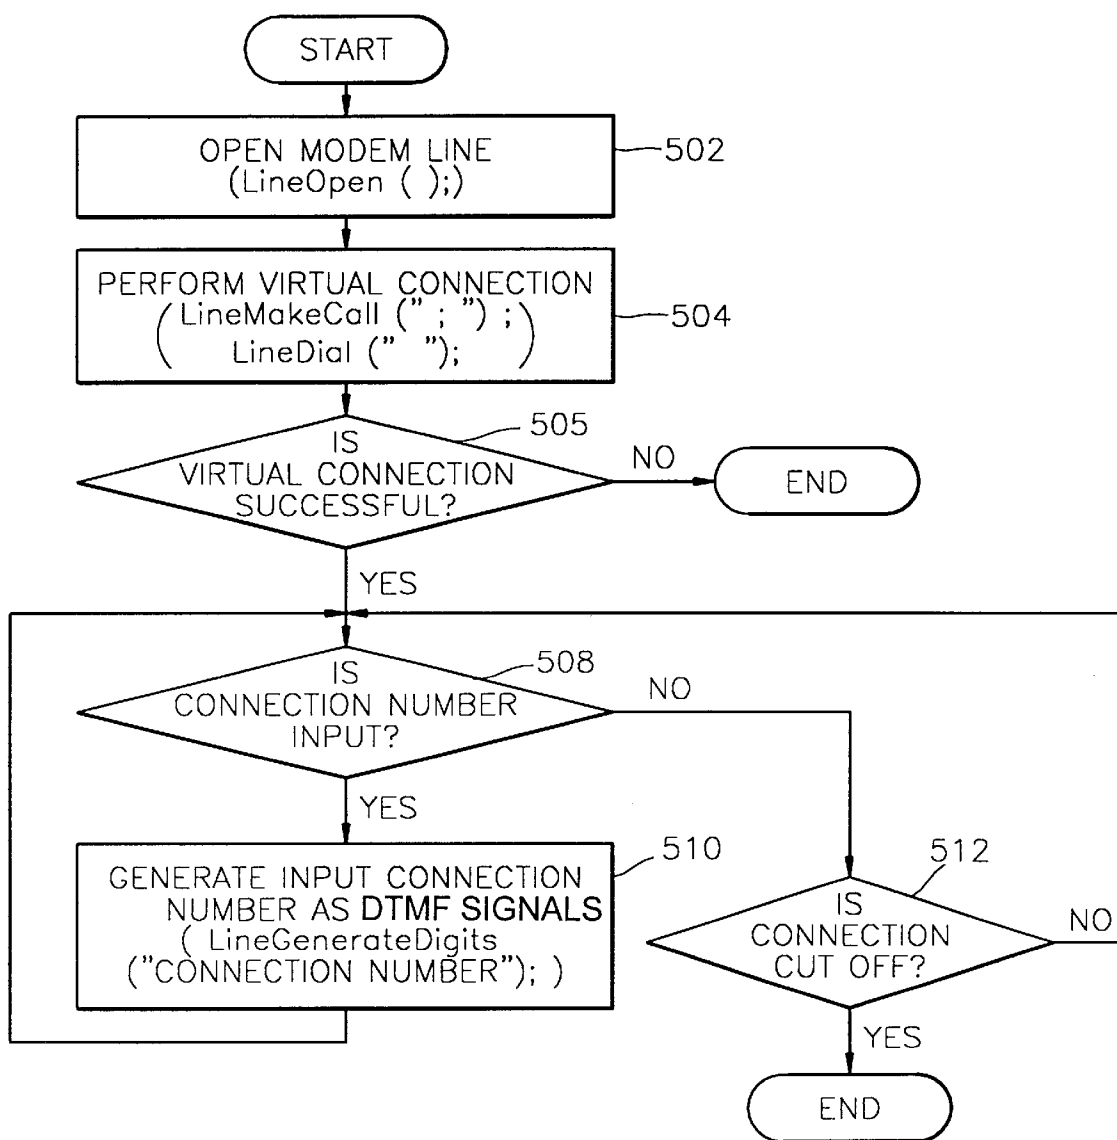 START
OPEN MODEM LINE
(LineOpen ( );)
502
PERFORM VIRTUAL CONNECTION
(LineMakeCall (" ; ") ;
LineDial (" "); )
504
505
IS
VIRTUAL CONNECTION
SUCCESSFUL?
NO
END
YES
508
IS
CONNECTION NUMBER
INPUT?
NO
YES
510
GENERATE INPUT CONNECTION
NUMBER AS DTMF SIGNALS
( LineGenerateDigits
("CONNECTION NUMBER"); )
512
IS
CONNECTION
CUT OFF?
NO
YES
END